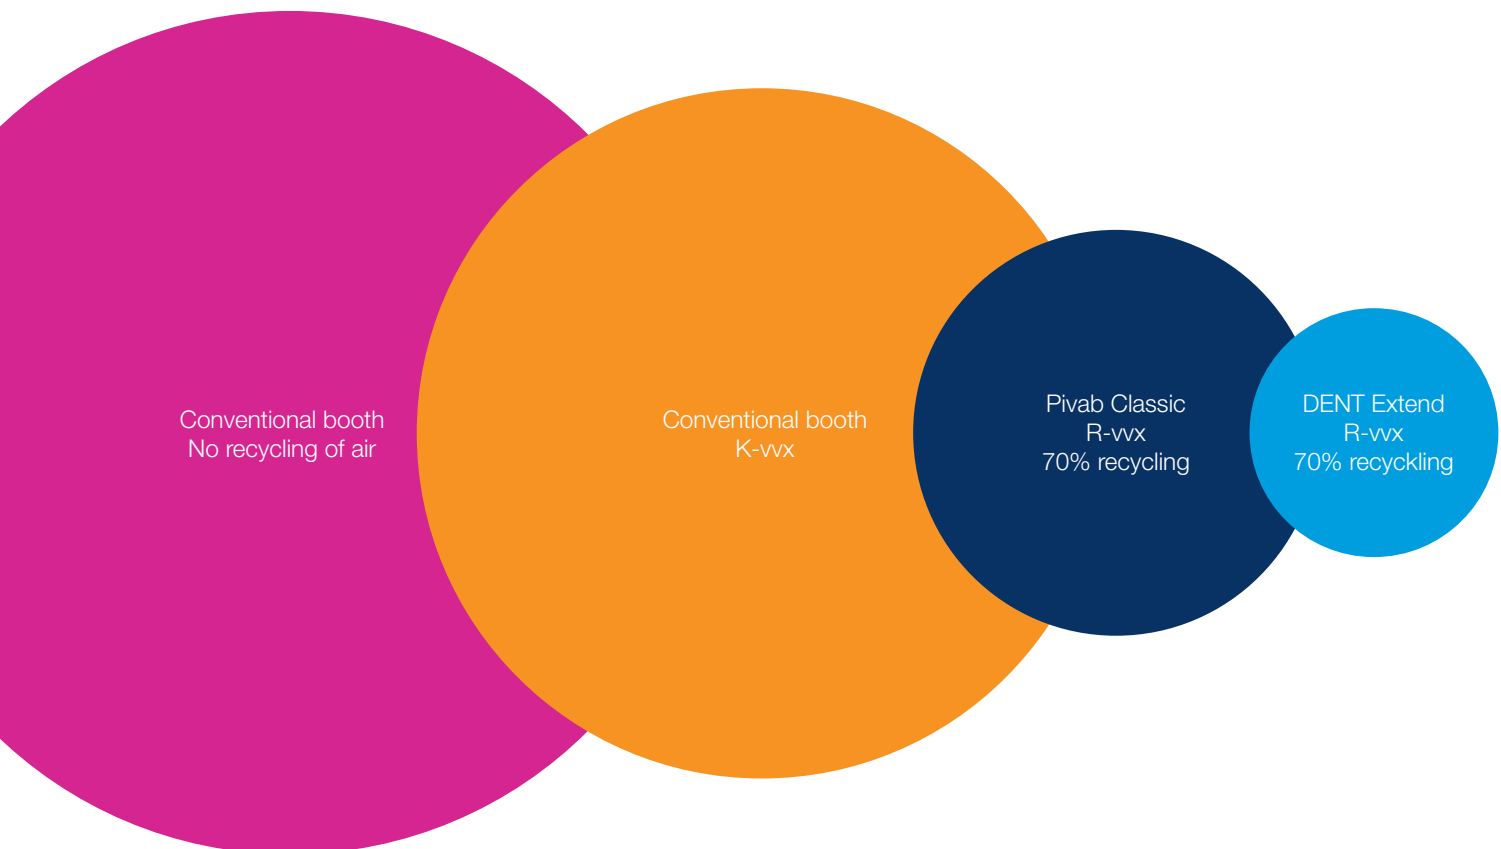 Conventional booth
No recycling of air
Conventional booth
K-vvx
Pivab Classic
R-vvx
70% recycling
DENT Extend
R-vvx
70% recyckling